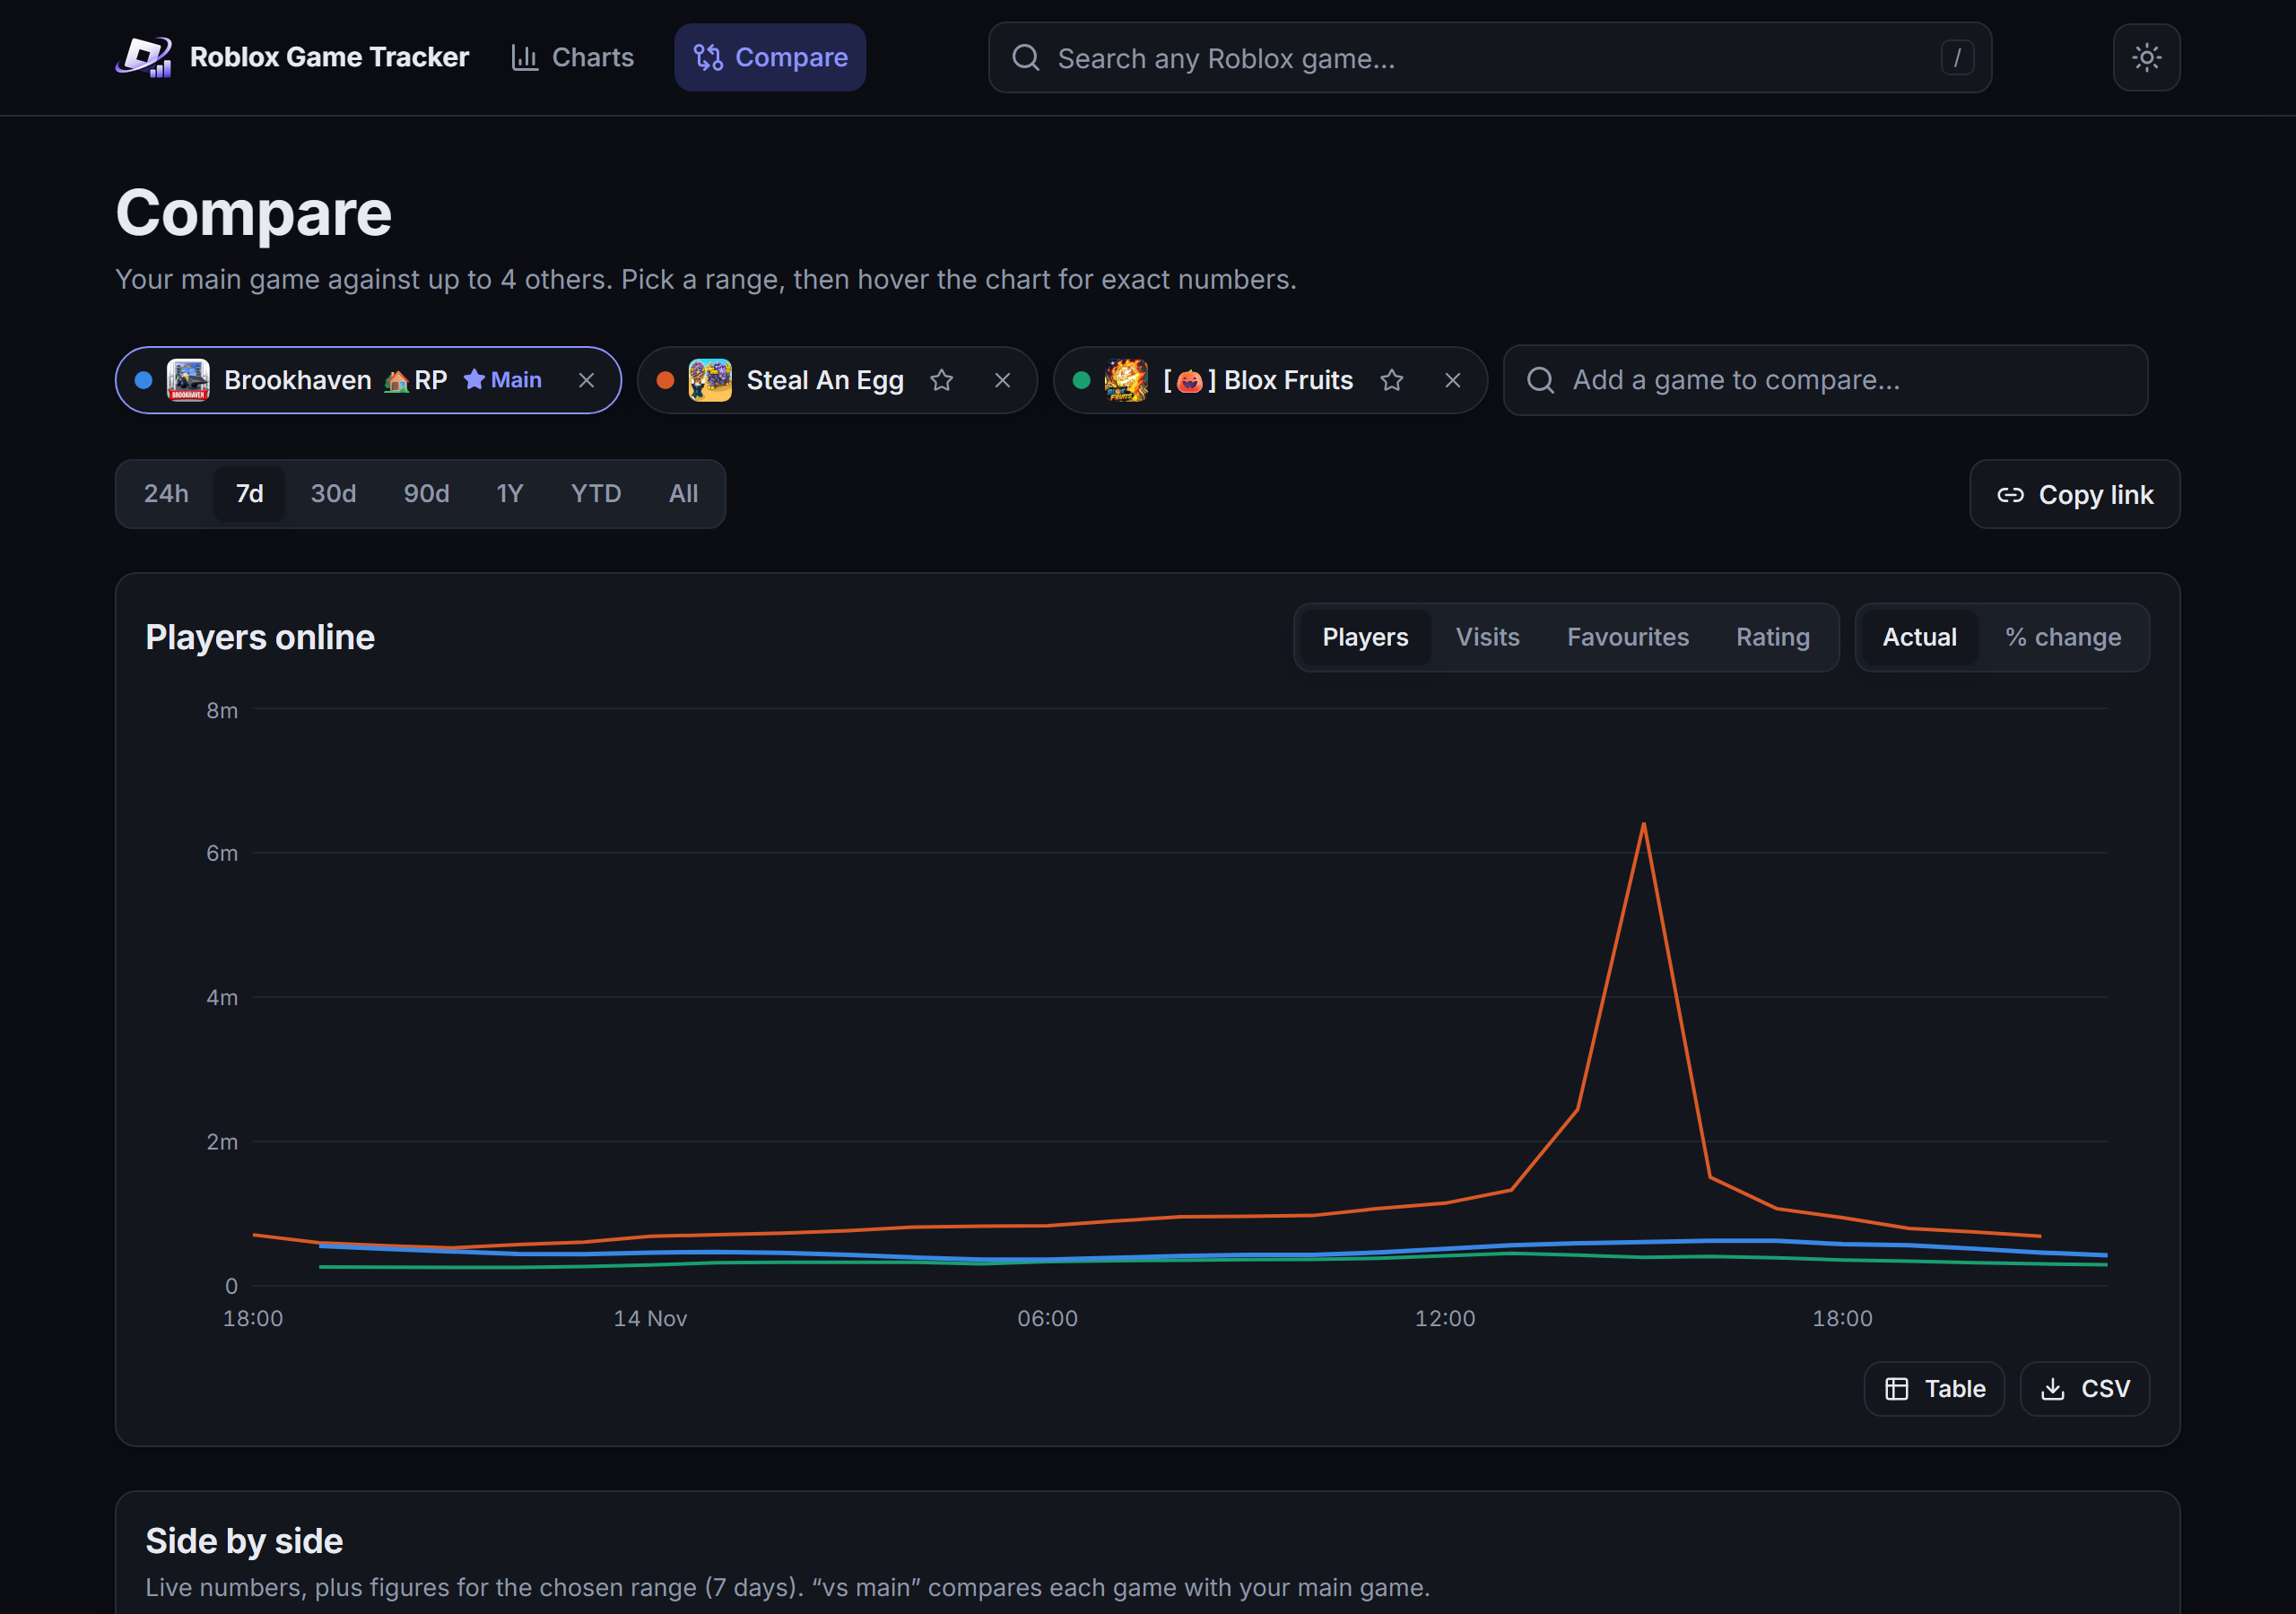 Roblox Game Tracker Charts Compare Search any Roblox game... /
Compare
Your main game against up to 4 others. Pick a range, then hover the chart for exact numbers.
Brookhaven 🏡RP ★ Main × Steal An Egg ☆ × [🎃] Blox Fruits ☆ × Add a game to compare...
24h 7d 30d 90d 1Y YTD All Copy link
Players online Players Visits Favourites Rating Actual % change
8m
6m
4m
2m
0
18:00 14 Nov 06:00 12:00 18:00
Table CSV
Side by side
Live numbers, plus figures for the chosen range (7 days). “vs main” compares each game with your main game.